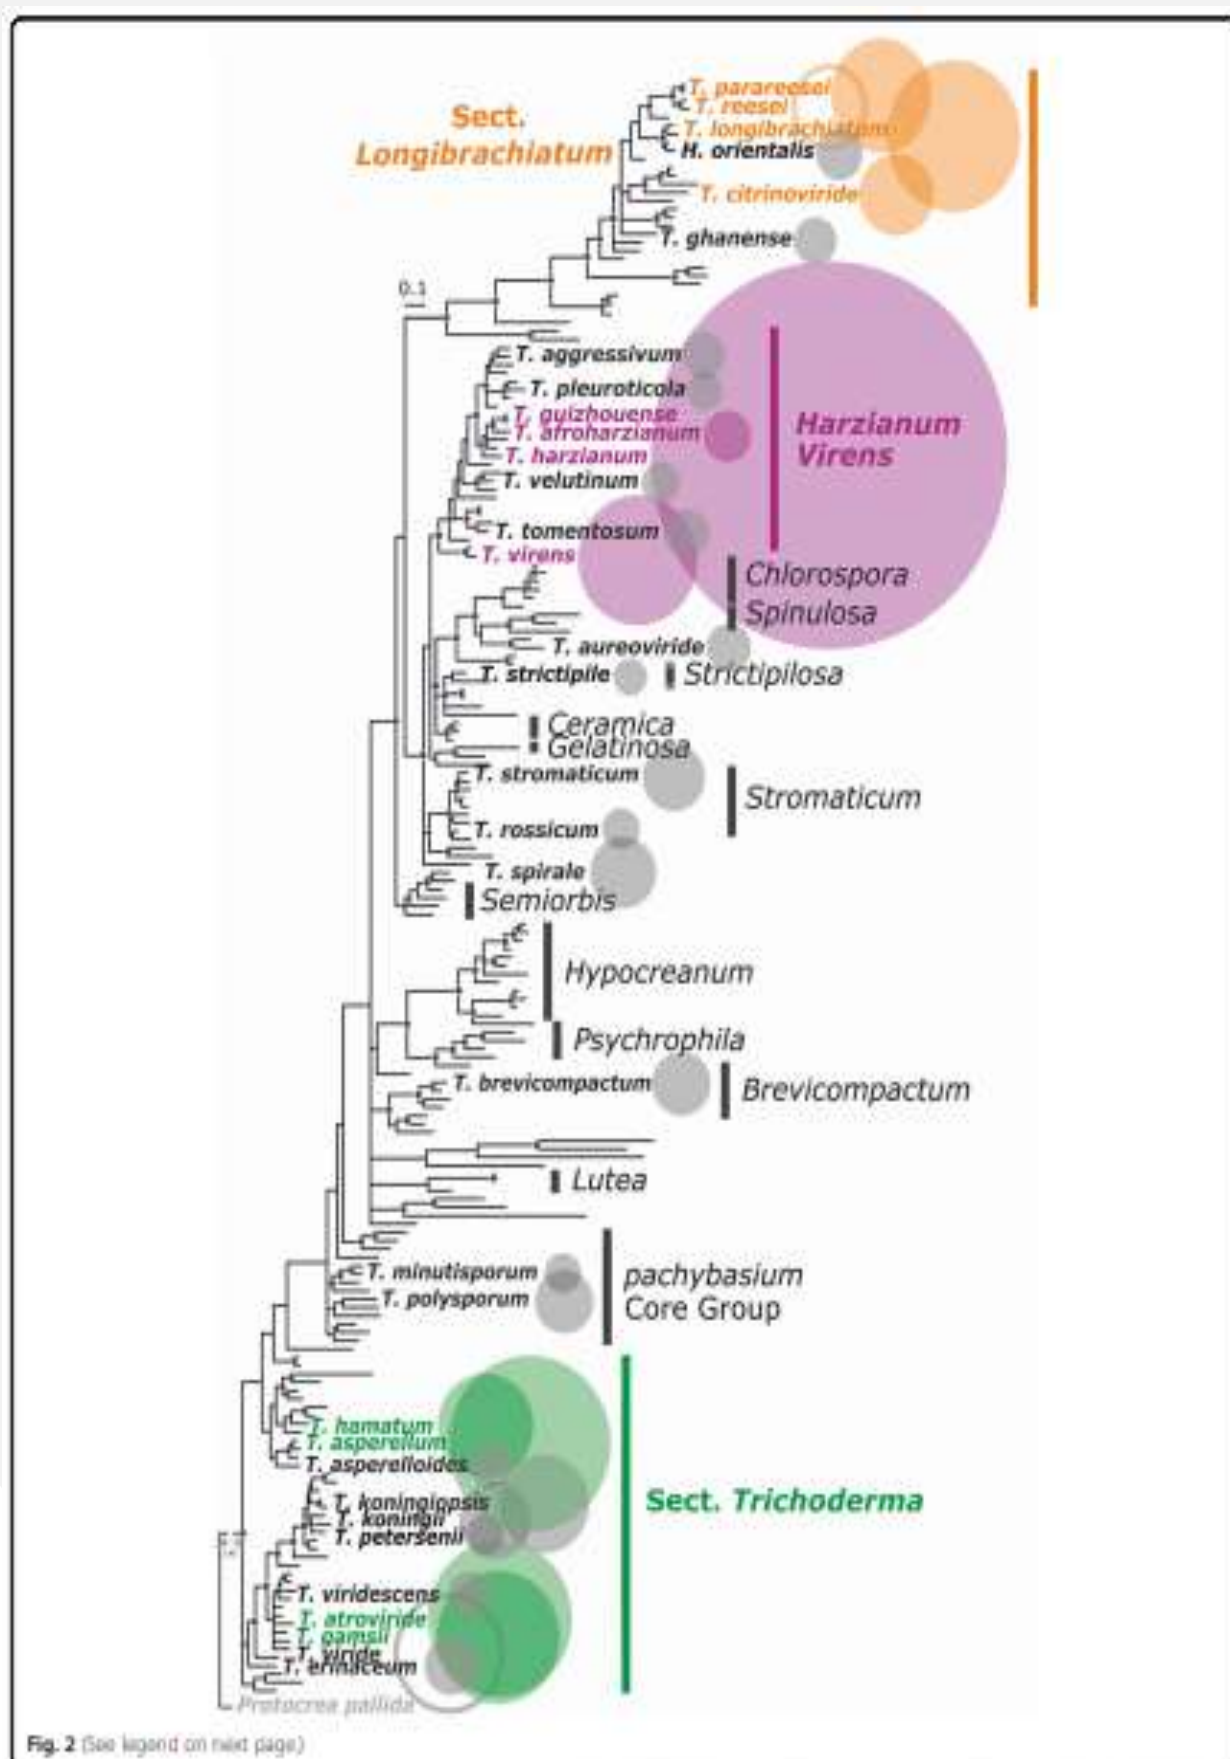 Sect.
Longibrachiatum
T. parareesei
T. reesei
T. longibrachiatum
H. orientalis
T. citrinoviride
T. ghanense
0.1
T. aggressivum
T. pleuroticola
T. guizhouense
T. afroharzianum
T. harzianum
T. velutinum
T. tomentosum
T. virens
Harzianum
Virens
Chlorospora
Spinulosa
T. aureoviride
T. strictipile
Strictipilosa
Ceramica
Gelatinosa
T. stromaticum
Stromaticum
T. rossicum
T. spirale
Semiorbis
Hypocreanum
Psychrophila
T. brevicompactum
Brevicompactum
Lutea
T. minutisporum
T. polysporum
pachybasium
Core Group
T. hamatum
T. asperellum
T. asperelloides
T. koningiopsis
T. koningii
T. petersenii
Sect. Trichoderma
T. viridescens
T. atroviride
T. gamsii
T. viride
T. erinaceum
Protocrea pallida
Fig. 2 (See legend on next page.)